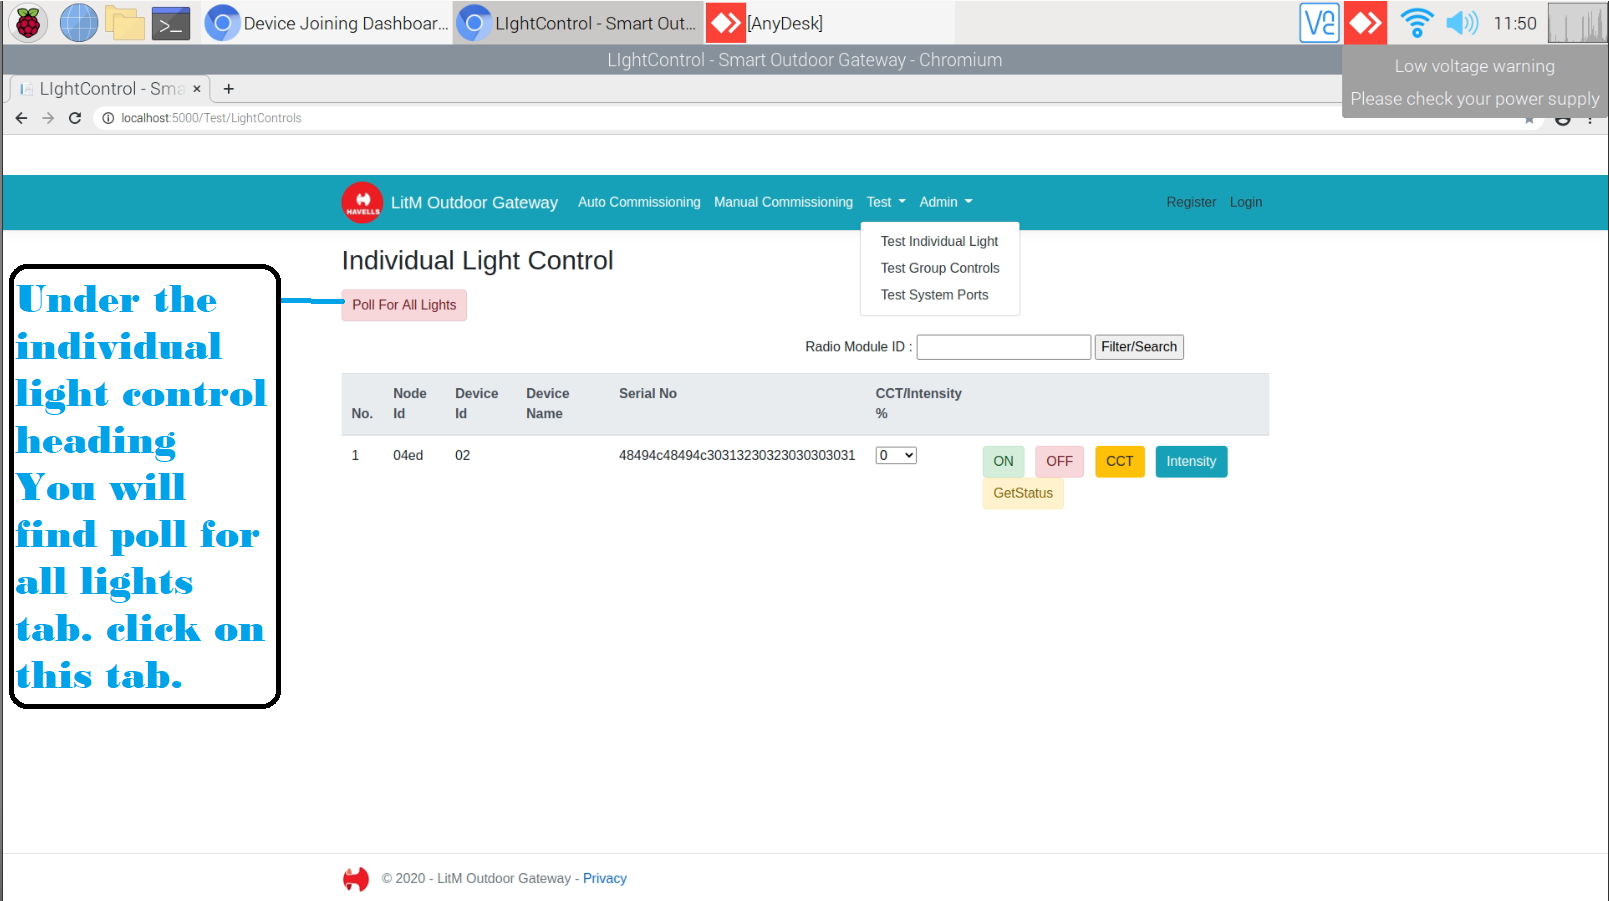 Device Joining Dashboar...
LIghtControl - Smart Out...
[AnyDesk]
11:50
LIghtControl - Smart Outdoor Gateway - Chromium
Low voltage warning
Please check your power supply
LIghtControl - Sma
localhost:5000/Test/LightControls
HAVELLS
LitM Outdoor Gateway
Auto Commissioning
Manual Commissioning
Test
Admin
Register
Login
Test Individual Light
Test Group Controls
Test System Ports
Individual Light Control
Poll For All Lights
Under the
individual
light control
heading
You will
find poll for
all lights
tab. click on
this tab.
Radio Module ID :
Filter/Search
No.
Node
Id
Device
Id
Device
Name
Serial No
CCT/Intensity
%
1
04ed
02
48494c48494c30313230323030303031
0
ON
OFF
CCT
Intensity
GetStatus
© 2020 - LitM Outdoor Gateway - Privacy